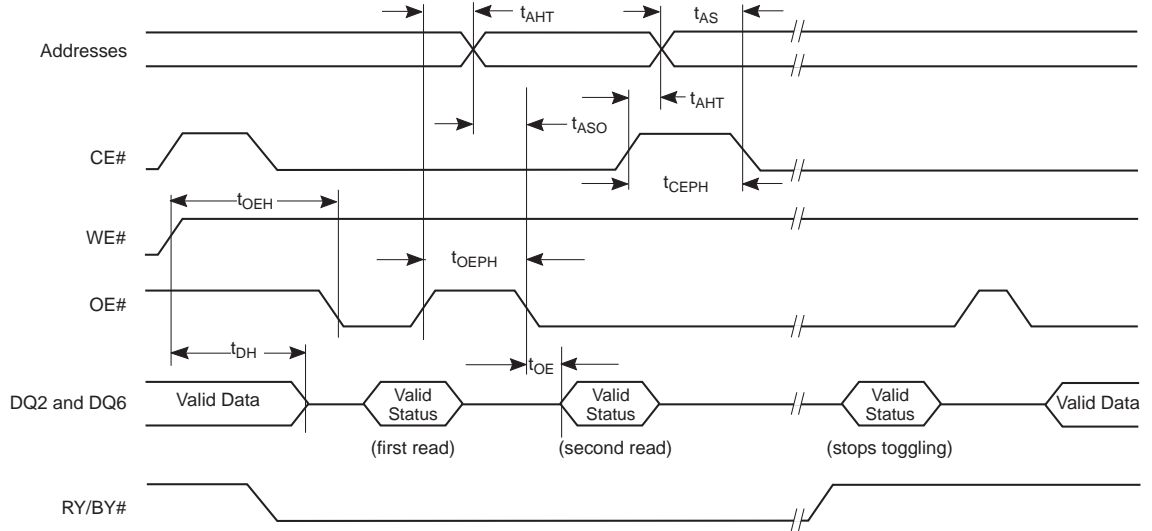 tAHT tAS
Addresses
tAHT
tASO
CE#
tCEPH
tOEH
WE#
tOEPH
OE#
tDH
tOE
DQ2 and DQ6
Valid Data
Valid
Status
Valid
Status
Valid
Status
Valid Data
(first read) (second read) (stops toggling)
RY/BY#